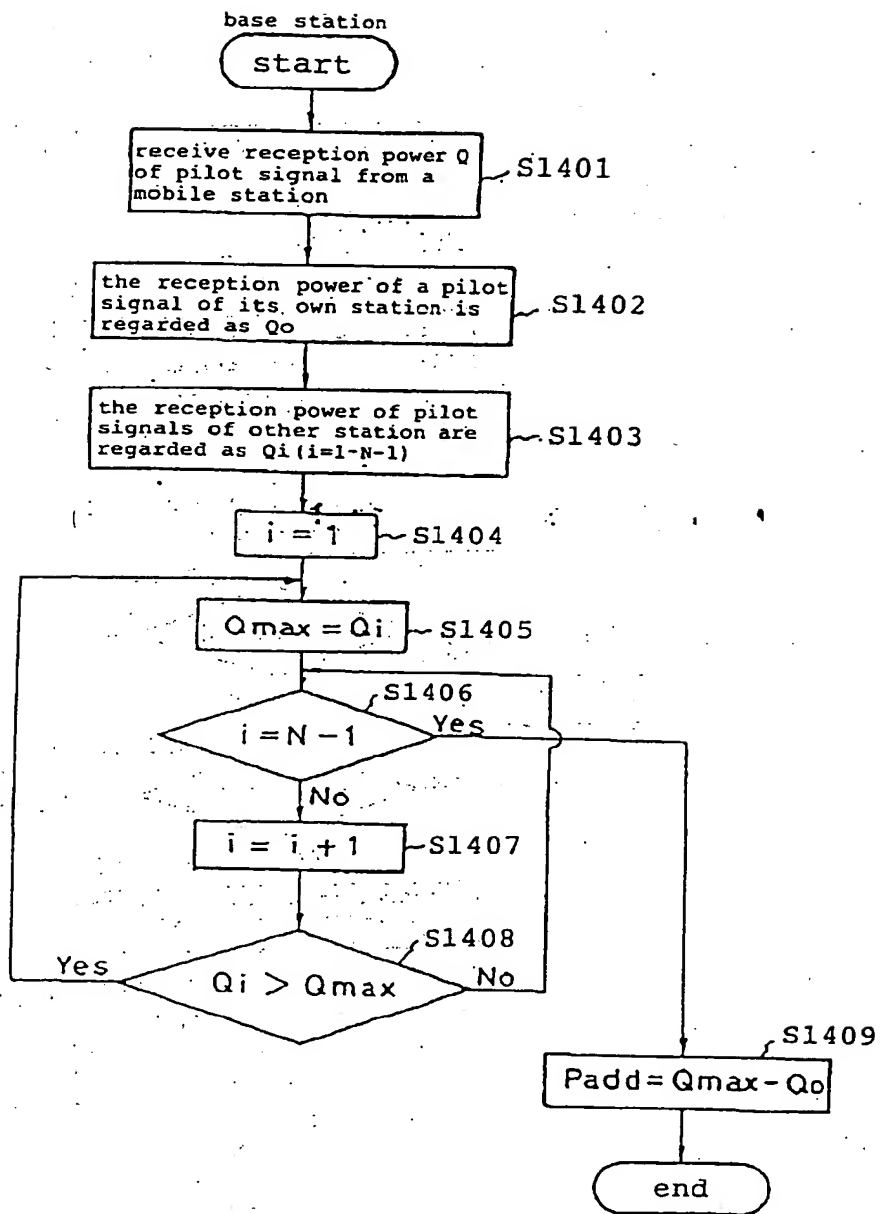 base station
start
receive reception power Q
of pilot signal from a
mobile station
S1401
the reception power of a pilot
signal of its own station is
regarded as Qo
S1402
the reception power of pilot
signals of other station are
regarded as Qi(i=1-N-1)
S1403
i = 1
S1404
Qmax = Qi
S1405
S1406
i = N - 1
Yes
No
i = i + 1
S1407
S1408
Yes
Qi > Qmax
No
S1409
Padd = Qmax - Qo
end